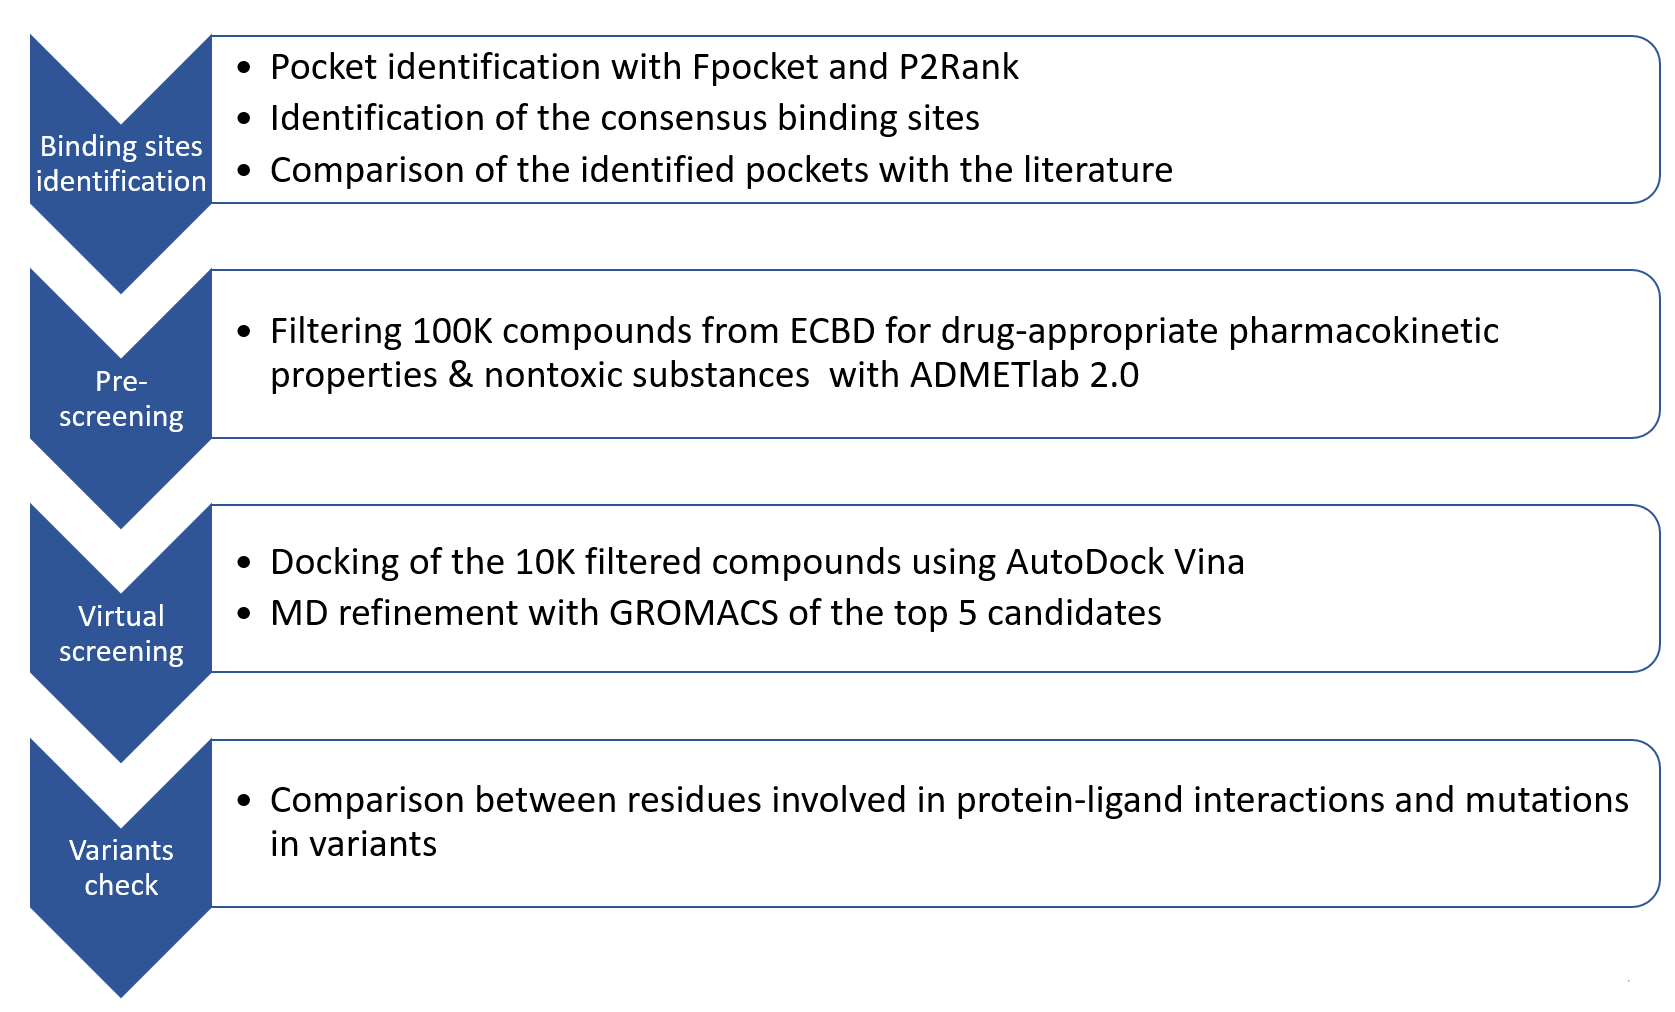 Binding sites
identification
• Pocket identification with Fpocket and P2Rank
• Identification of the consensus binding sites
• Comparison of the identified pockets with the literature
Pre-
screening
• Filtering 100K compounds from ECBD for drug-appropriate pharmacokinetic
properties & nontoxic substances  with ADMETlab 2.0
Virtual
screening
• Docking of the 10K filtered compounds using AutoDock Vina
• MD refinement with GROMACS of the top 5 candidates
Variants
check
• Comparison between residues involved in protein-ligand interactions and mutations
in variants